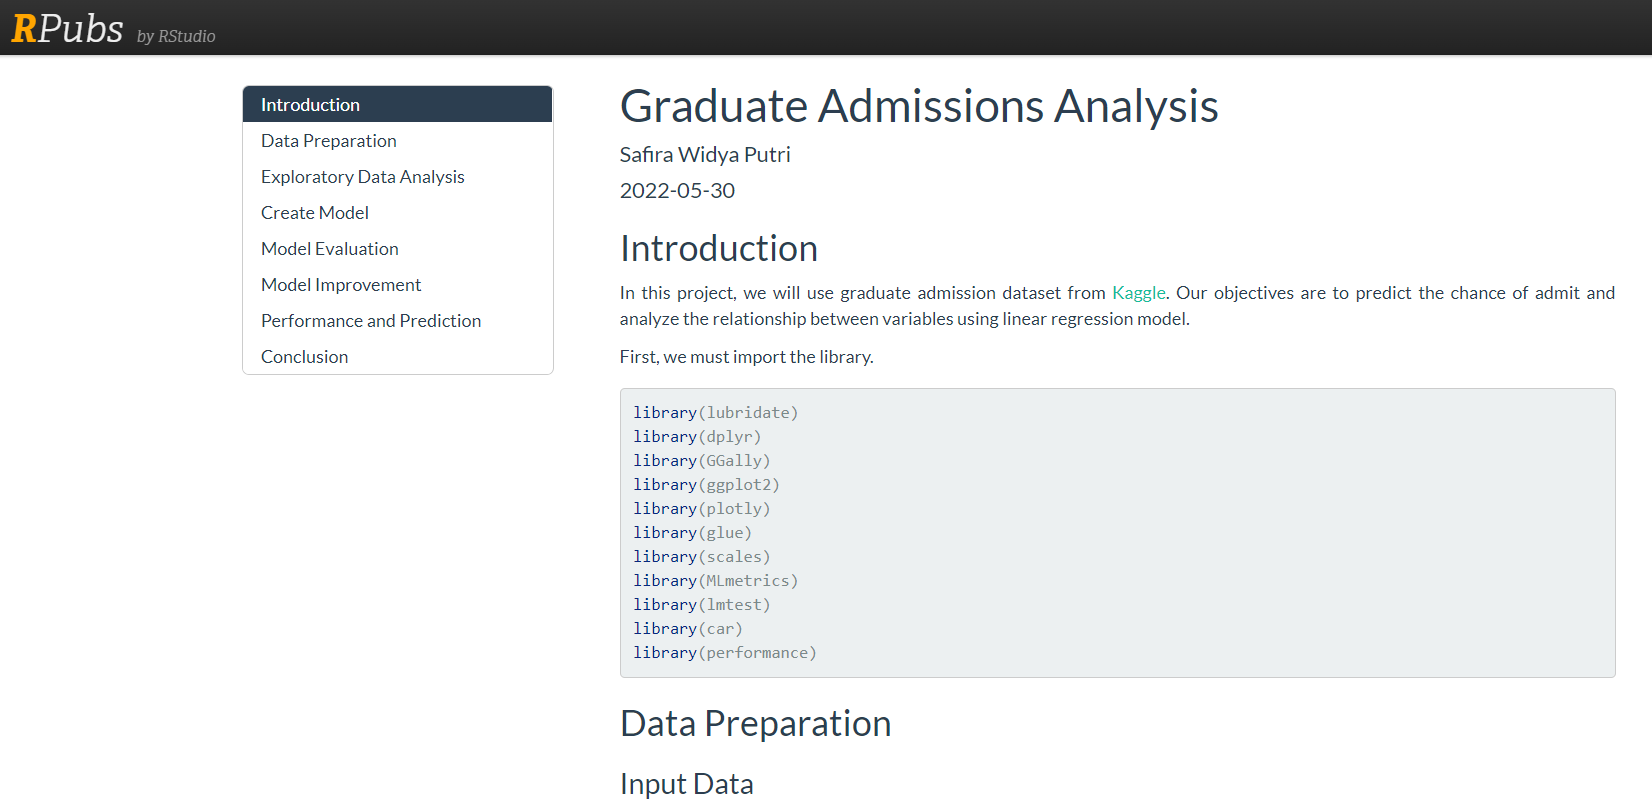 RPubs by RStudio
Introduction
Data Preparation
Exploratory Data Analysis
Create Model
Model Evaluation
Model Improvement
Performance and Prediction
Conclusion
Graduate Admissions Analysis
Safira Widya Putri
2022-05-30
Introduction
In this project, we will use graduate admission dataset from Kaggle. Our objectives are to predict the chance of admit and
analyze the relationship between variables using linear regression model.
First, we must import the library.
library(lubridate)
library(dplyr)
library(GGally)
library(ggplot2)
library(plotly)
library(glue)
library(scales)
library(MLmetrics)
library(lmtest)
library(car)
library(performance)
Data Preparation
Input Data